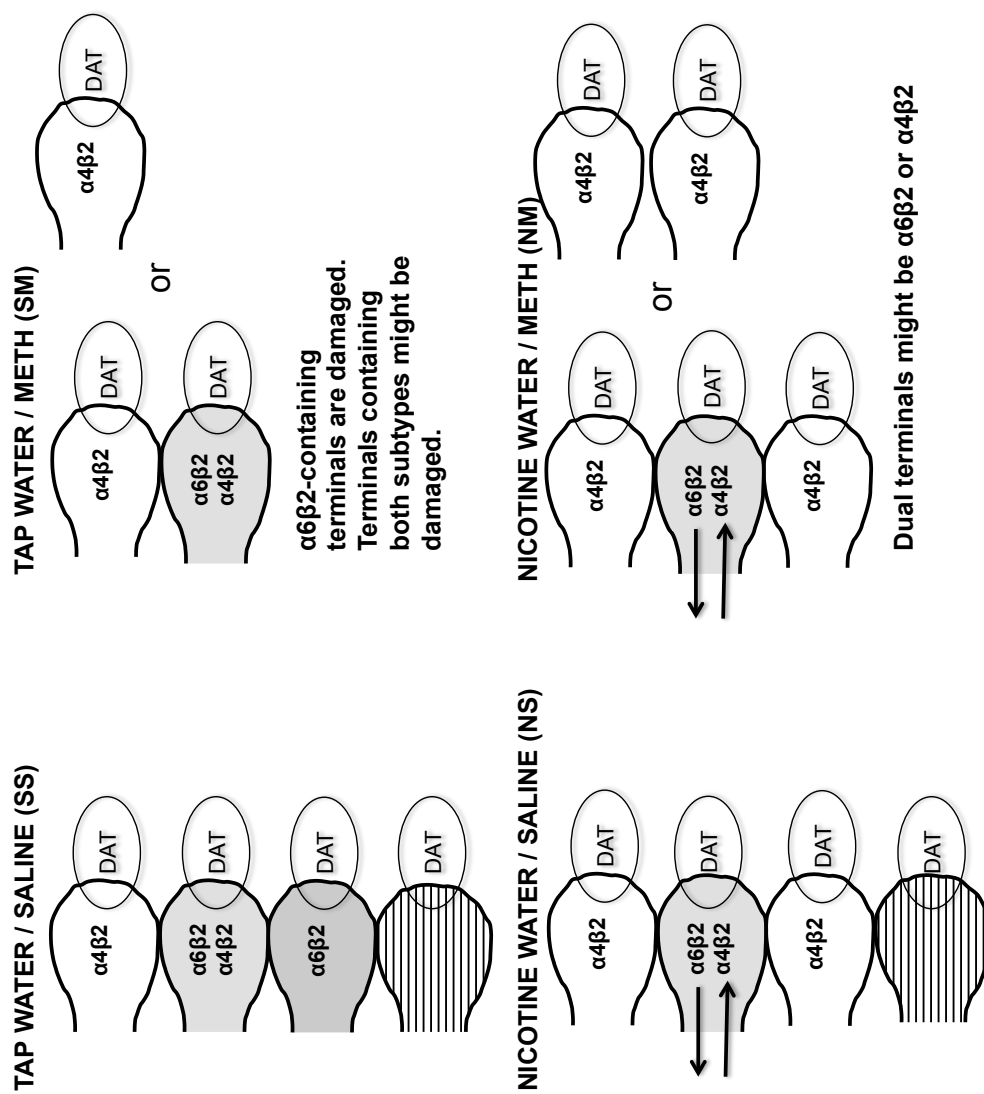 TAP WATER / SALINE (SS)
α4β2
DAT
α6β2
α4β2
DAT
α6β2
DAT
DAT
TAP WATER / METH (SM)
α4β2
DAT
α6β2
α4β2
DAT
or
α4β2
DAT
α6β2-containing
terminals are damaged.
Terminals containing
both subtypes might be
damaged.
NICOTINE WATER / SALINE (NS)
α4β2
DAT
α6β2
α4β2
DAT
α4β2
DAT
DAT
NICOTINE WATER / METH (NM)
α4β2
DAT
α6β2
α4β2
DAT
α4β2
DAT
or
α4β2
DAT
α4β2
DAT
Dual terminals might be α6β2 or α4β2